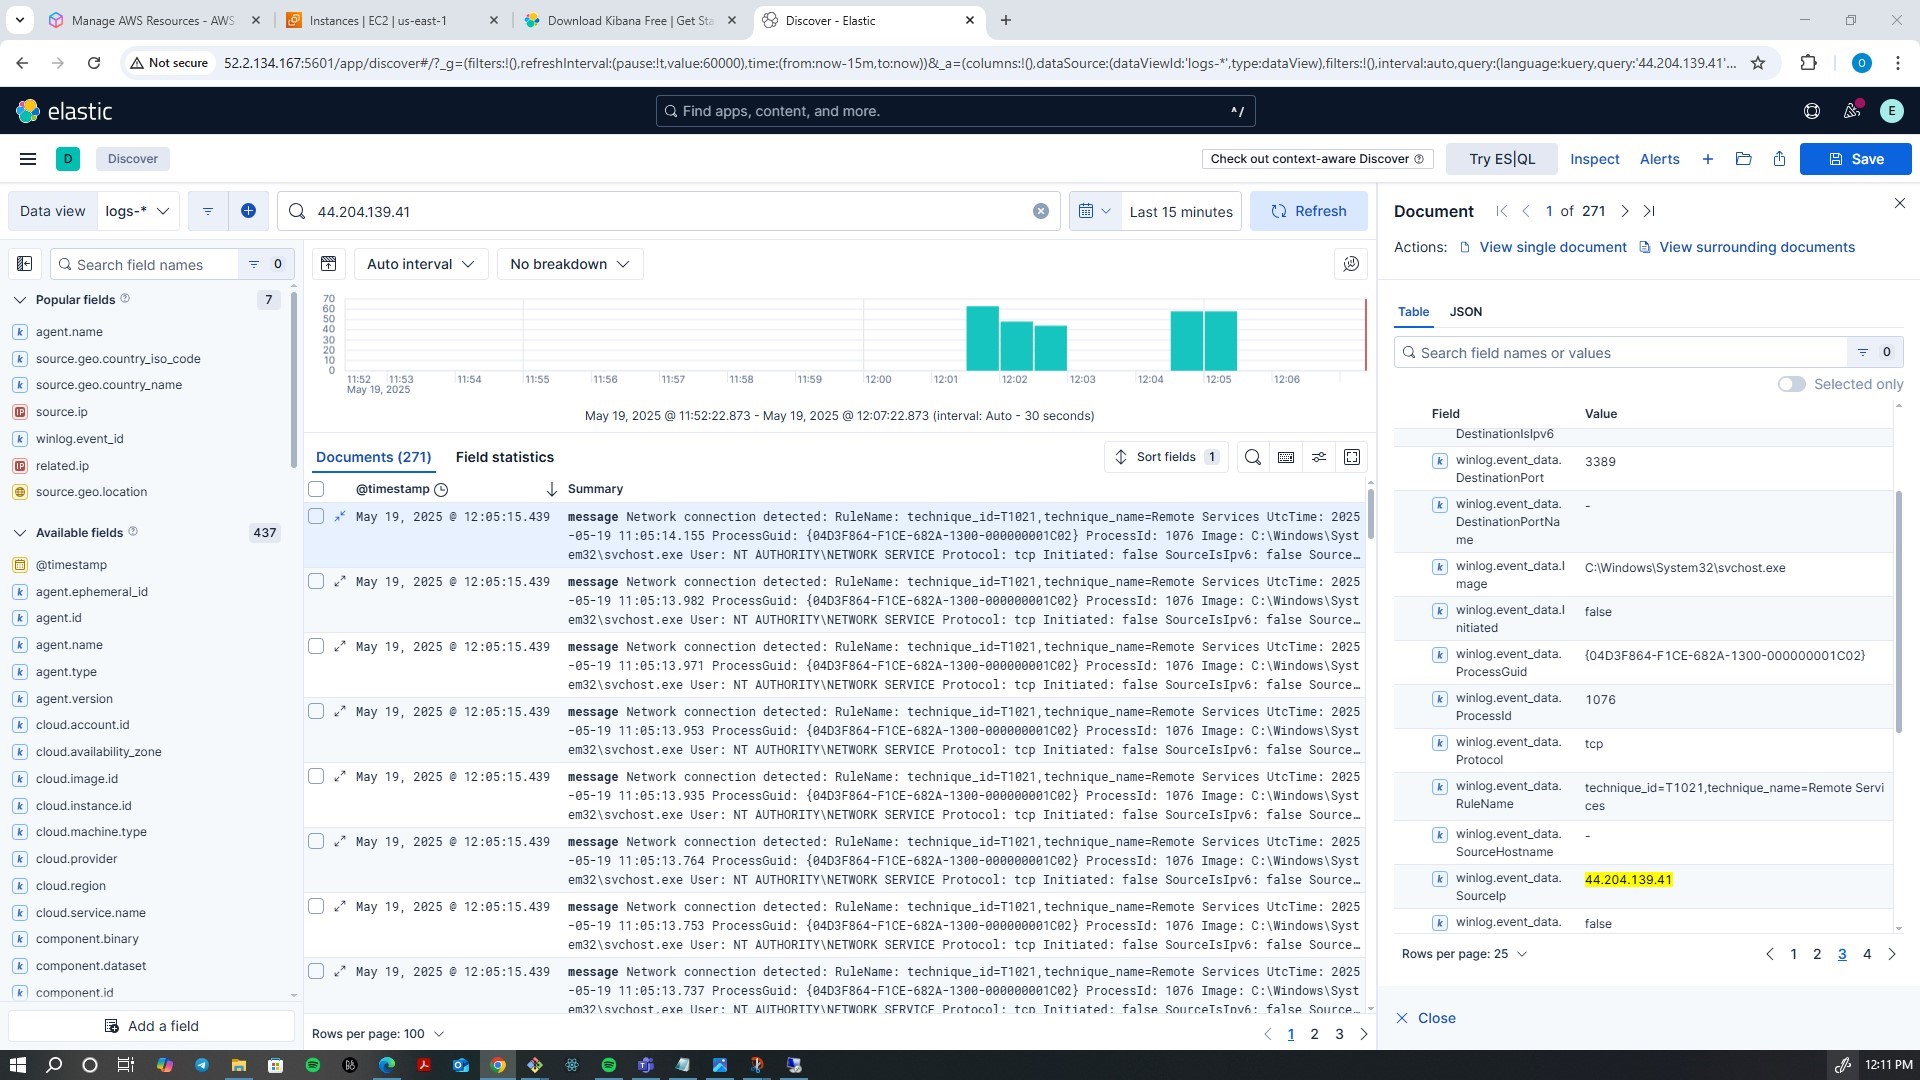 Manage AWS Resources - AWS
Instances | EC2 | us-east-1
Download Kibana Free | Get Sta
Discover - Elastic
Not secure
52.2.134.167:5601/app/discover#/?_g=(filters:!(),refreshInterval:(pause:!t,value:60000),time:(from:now-15m,to:now))&_a=(columns:!(),dataSource:(dataViewId:'logs-*',type:dataView),filters:!(),interval:auto,query:(language:kuery,query:'44.204.139.41'...
O
elastic
Find apps, content, and more.
^/
E
D
Discover
Check out context-aware Discover
Try ES|QL
Inspect
Alerts
Save
Data view
logs-*
44.204.139.41
Last 15 minutes
Refresh
Search field names
0
Popular fields
7
agent.name
source.geo.country_iso_code
source.geo.country_name
source.ip
winlog.event_id
related.ip
source.geo.location
Available fields
437
@timestamp
agent.ephemeral_id
agent.id
agent.name
agent.type
agent.version
cloud.account.id
cloud.availability_zone
cloud.image.id
cloud.instance.id
cloud.machine.type
cloud.provider
cloud.region
cloud.service.name
component.binary
component.dataset
component.id
Add a field
Auto interval
No breakdown
70
60
50
40
30
20
10
0
11:52 11:53 11:54 11:55 11:56 11:57 11:58 11:59 12:00 12:01 12:02 12:03 12:04 12:05 12:06
May 19, 2025
May 19, 2025 @ 11:52:22.873 - May 19, 2025 @ 12:07:22.873 (interval: Auto - 30 seconds)
Documents (271)
Field statistics
Sort fields 1
@timestamp
Summary
May 19, 2025 @ 12:05:15.439 message Network connection detected: RuleName: technique_id=T1021,technique_name=Remote Services UtcTime: 2025
-05-19 11:05:14.155 ProcessGuid: {04D3F864-F1CE-682A-1300-000000001C02} ProcessId: 1076 Image: C:\Windows\Syst
em32\svchost.exe User: NT AUTHORITY\NETWORK SERVICE Protocol: tcp Initiated: false SourceIsIpv6: false Source…
May 19, 2025 @ 12:05:15.439 message Network connection detected: RuleName: technique_id=T1021,technique_name=Remote Services UtcTime: 2025
-05-19 11:05:13.982 ProcessGuid: {04D3F864-F1CE-682A-1300-000000001C02} ProcessId: 1076 Image: C:\Windows\Syst
em32\svchost.exe User: NT AUTHORITY\NETWORK SERVICE Protocol: tcp Initiated: false SourceIsIpv6: false Source…
May 19, 2025 @ 12:05:15.439 message Network connection detected: RuleName: technique_id=T1021,technique_name=Remote Services UtcTime: 2025
-05-19 11:05:13.971 ProcessGuid: {04D3F864-F1CE-682A-1300-000000001C02} ProcessId: 1076 Image: C:\Windows\Syst
em32\svchost.exe User: NT AUTHORITY\NETWORK SERVICE Protocol: tcp Initiated: false SourceIsIpv6: false Source…
May 19, 2025 @ 12:05:15.439 message Network connection detected: RuleName: technique_id=T1021,technique_name=Remote Services UtcTime: 2025
-05-19 11:05:13.953 ProcessGuid: {04D3F864-F1CE-682A-1300-000000001C02} ProcessId: 1076 Image: C:\Windows\Syst
em32\svchost.exe User: NT AUTHORITY\NETWORK SERVICE Protocol: tcp Initiated: false SourceIsIpv6: false Source…
May 19, 2025 @ 12:05:15.439 message Network connection detected: RuleName: technique_id=T1021,technique_name=Remote Services UtcTime: 2025
-05-19 11:05:13.935 ProcessGuid: {04D3F864-F1CE-682A-1300-000000001C02} ProcessId: 1076 Image: C:\Windows\Syst
em32\svchost.exe User: NT AUTHORITY\NETWORK SERVICE Protocol: tcp Initiated: false SourceIsIpv6: false Source…
May 19, 2025 @ 12:05:15.439 message Network connection detected: RuleName: technique_id=T1021,technique_name=Remote Services UtcTime: 2025
-05-19 11:05:13.764 ProcessGuid: {04D3F864-F1CE-682A-1300-000000001C02} ProcessId: 1076 Image: C:\Windows\Syst
em32\svchost.exe User: NT AUTHORITY\NETWORK SERVICE Protocol: tcp Initiated: false SourceIsIpv6: false Source…
May 19, 2025 @ 12:05:15.439 message Network connection detected: RuleName: technique_id=T1021,technique_name=Remote Services UtcTime: 2025
-05-19 11:05:13.753 ProcessGuid: {04D3F864-F1CE-682A-1300-000000001C02} ProcessId: 1076 Image: C:\Windows\Syst
em32\svchost.exe User: NT AUTHORITY\NETWORK SERVICE Protocol: tcp Initiated: false SourceIsIpv6: false Source…
May 19, 2025 @ 12:05:15.439 message Network connection detected: RuleName: technique_id=T1021,technique_name=Remote Services UtcTime: 2025
-05-19 11:05:13.737 ProcessGuid: {04D3F864-F1CE-682A-1300-000000001C02} ProcessId: 1076 Image: C:\Windows\Syst
em32\svchost.exe User: NT AUTHORITY\NETWORK SERVICE Protocol: tcp Initiated: false SourceIsIpv6: false Source…
Rows per page: 100
1 2 3
Document
1 of 271
Actions:
View single document
View surrounding documents
Table
JSON
Search field names or values
0
Selected only
Field
Value
DestinationIsIpv6
winlog.event_data.
DestinationPort
3389
winlog.event_data.
DestinationPortNa
me
-
winlog.event_data.I
mage
C:\Windows\System32\svchost.exe
winlog.event_data.I
nitiated
false
winlog.event_data.
ProcessGuid
{04D3F864-F1CE-682A-1300-000000001C02}
winlog.event_data.
ProcessId
1076
winlog.event_data.
Protocol
tcp
winlog.event_data.
RuleName
technique_id=T1021,technique_name=Remote Servi
ces
winlog.event_data.
SourceHostname
-
winlog.event_data.
SourceIp
44.204.139.41
winlog.event_data.
false
Rows per page: 25
1 2 3 4
Close
12:11 PM